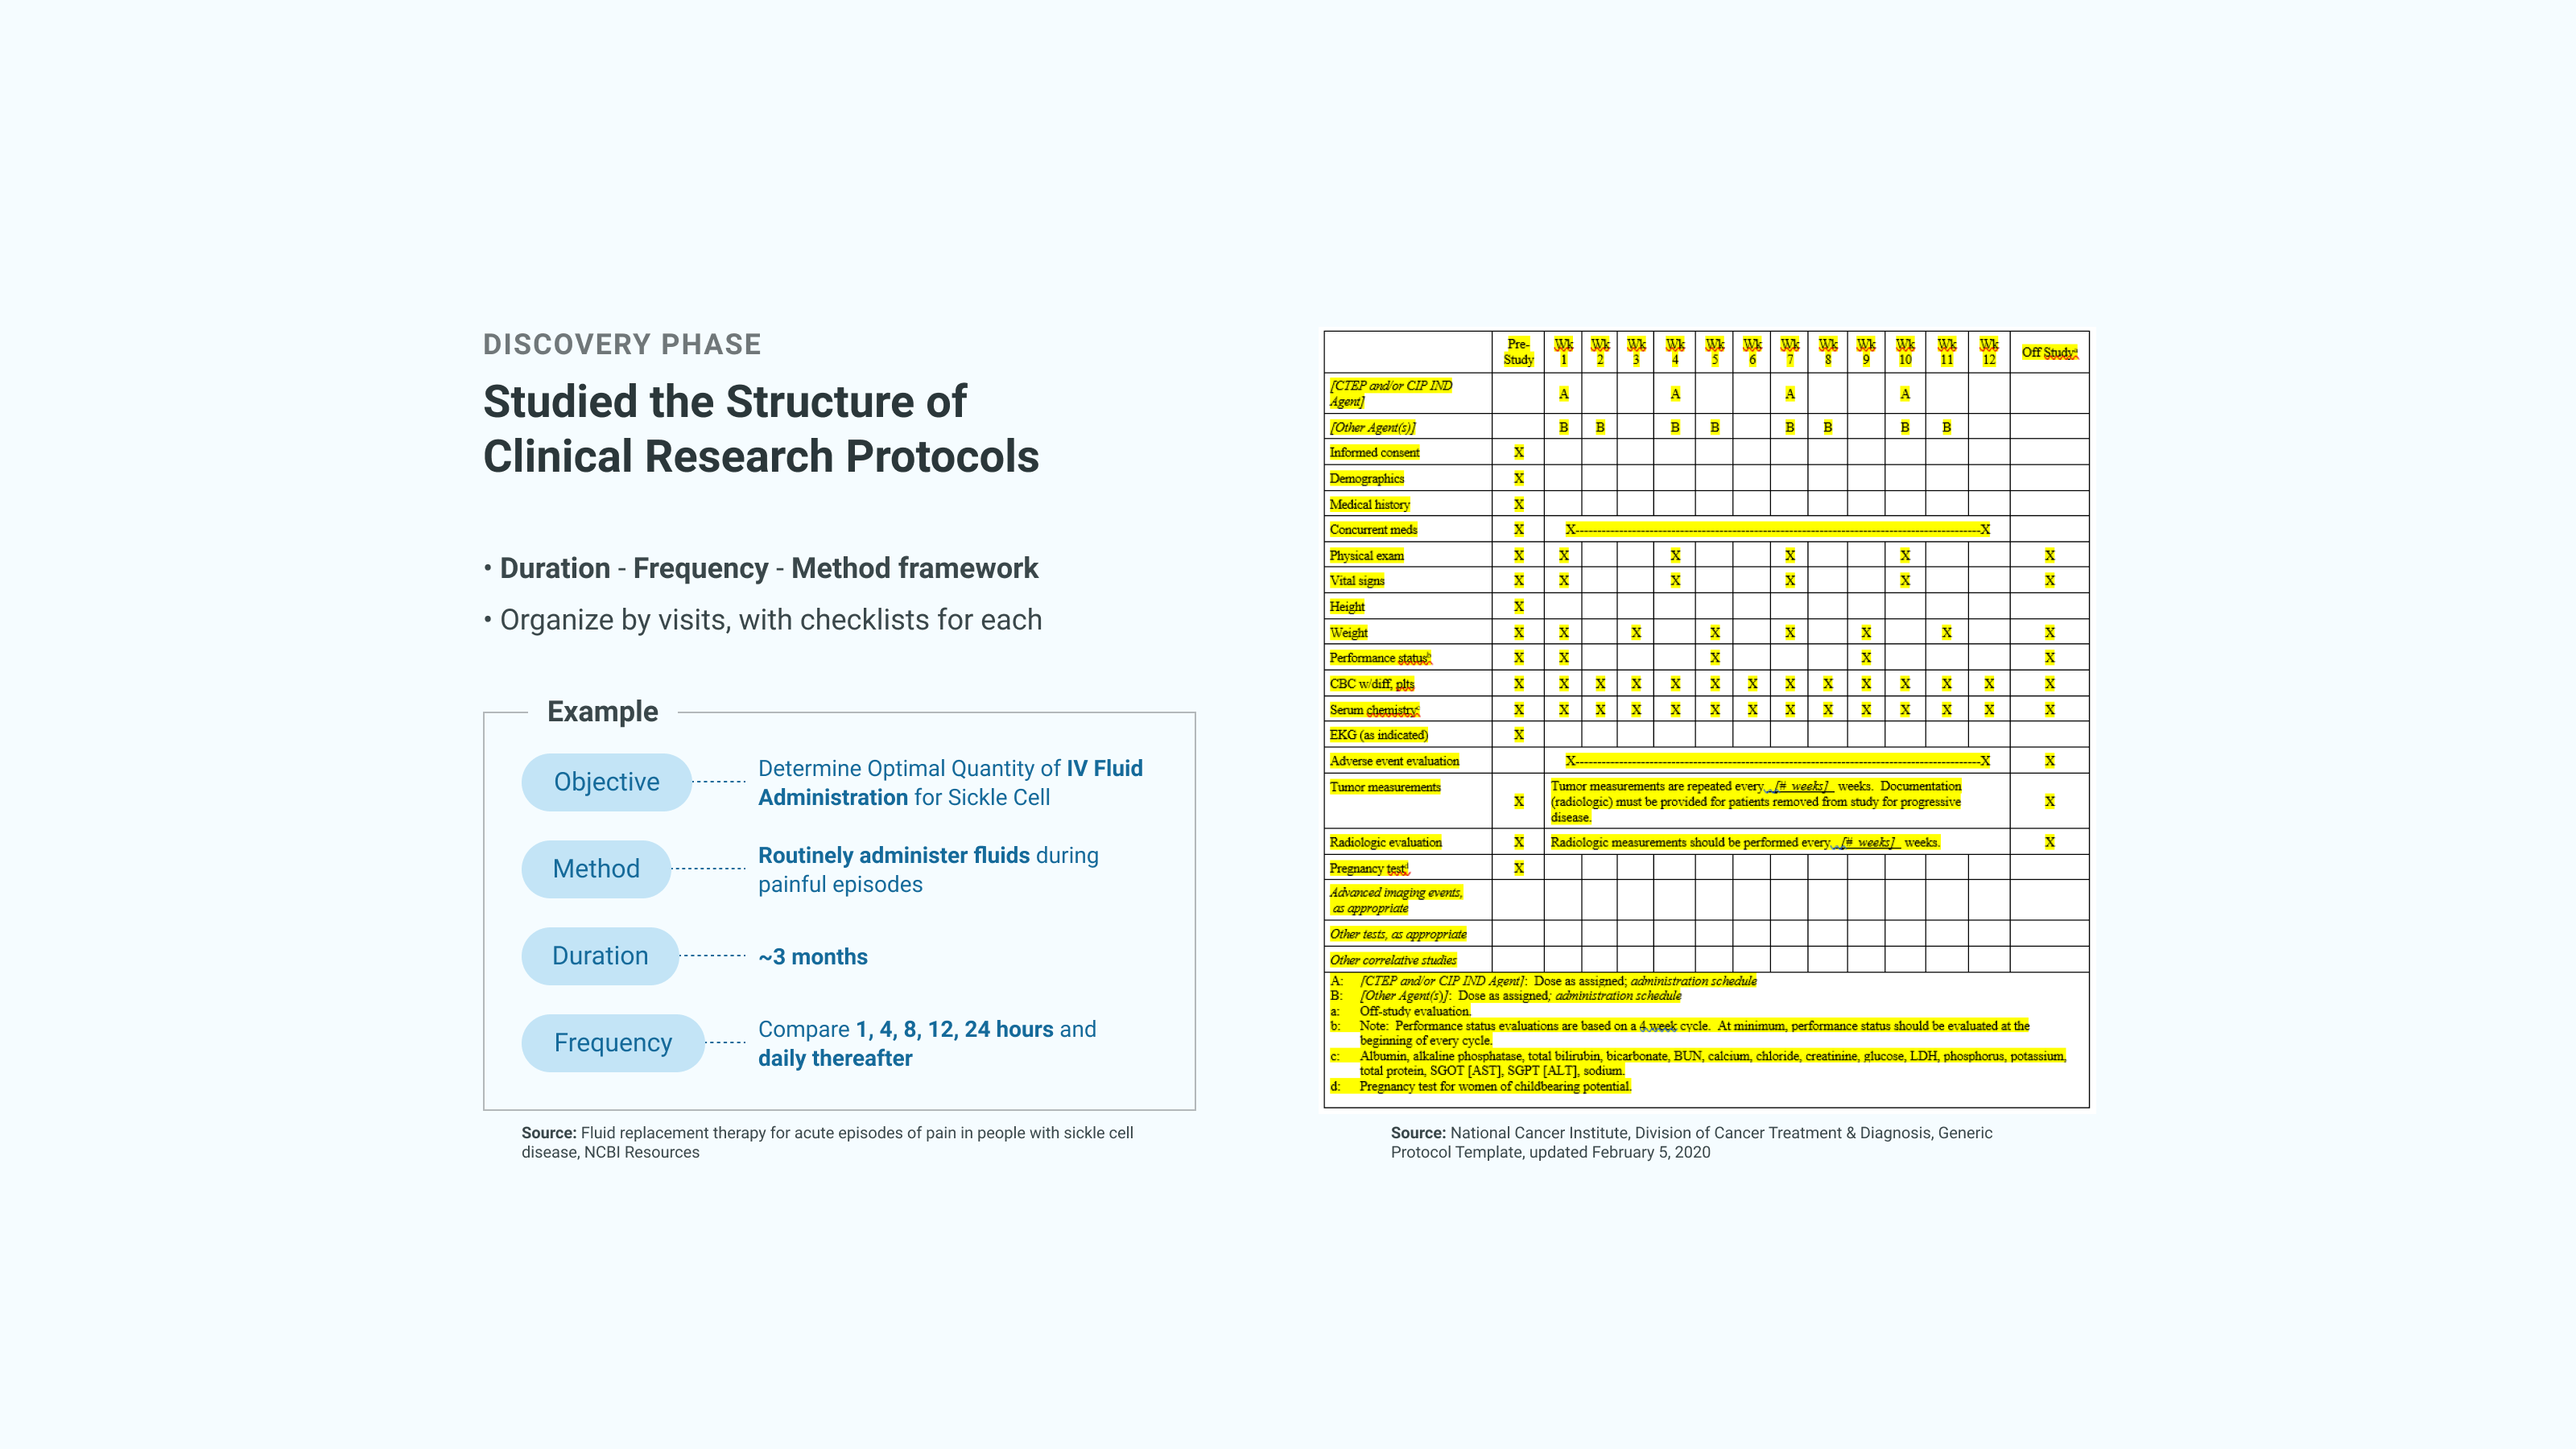 DISCOVERY PHASE
Studied the Structure of
Clinical Research Protocols
• Duration - Frequency - Method framework
• Organize by visits, with checklists for each
Example
Objective
Determine Optimal Quantity of IV Fluid
Administration for Sickle Cell
Method
Routinely administer fluids during
painful episodes
Duration
~3 months
Frequency
Compare 1, 4, 8, 12, 24 hours and
daily thereafter
Source: Fluid replacement therapy for acute episodes of pain in people with sickle cell
disease, NCBI Resources
Pre-Study Wk 1 Wk 2 Wk 3 Wk 4 Wk 5 Wk 6 Wk 7 Wk 8 Wk 9 Wk 10 Wk 11 Wk 12 Off Studya
[CTEP and/or CIP IND
Agent] A A A A
[Other Agent(s)] B B B B B B B B
Informed consent X
Demographics X
Medical history X
Concurrent meds X X---X
Physical exam X X X X X X
Vital signs X X X X X X
Height X
Weight X X X X X X X X
Performance statusb X X X X X
CBC w/diff, plts X X X X X X X X X X X X X X
Serum chemistryc X X X X X X X X X X X X X X
EKG (as indicated) X
Adverse event evaluation X---X X
Tumor measurements X Tumor measurements are repeated every [# weeks] weeks. Documentation
(radiologic) must be provided for patients removed from study for progressive
disease. X
Radiologic evaluation X Radiologic measurements should be performed every [# weeks] weeks. X
Pregnancy testd X
Advanced imaging events,
as appropriate
Other tests, as appropriate
Other correlative studies
A: [CTEP and/or CIP IND Agent]: Dose as assigned; administration schedule
B: [Other Agent(s)]: Dose as assigned; administration schedule
a: Off-study evaluation.
b: Note: Performance status evaluations are based on a 4 week cycle. At minimum, performance status should be evaluated at the
beginning of every cycle.
c: Albumin, alkaline phosphatase, total bilirubin, bicarbonate, BUN, calcium, chloride, creatinine, glucose, LDH, phosphorus, potassium,
total protein, SGOT [AST], SGPT [ALT], sodium.
d: Pregnancy test for women of childbearing potential.
Source: National Cancer Institute, Division of Cancer Treatment & Diagnosis, Generic
Protocol Template, updated February 5, 2020